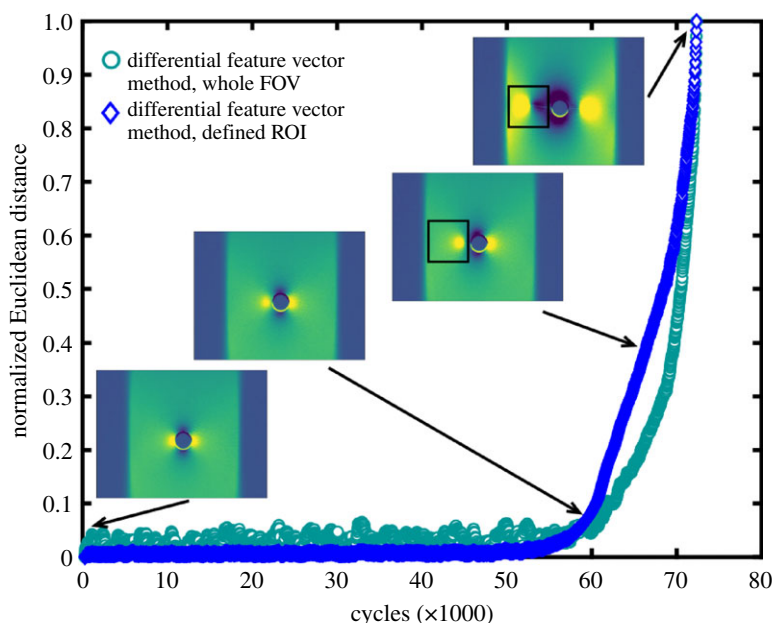 1.0
0.9
0.8
0.7
0.6
0.5
0.4
0.3
0.2
0.1
0
normalized Euclidean distance
differential feature vector
method, whole FOV
differential feature vector
method, defined ROI
0 10 20 30 40 50 60 70 80
cycles (×1000)